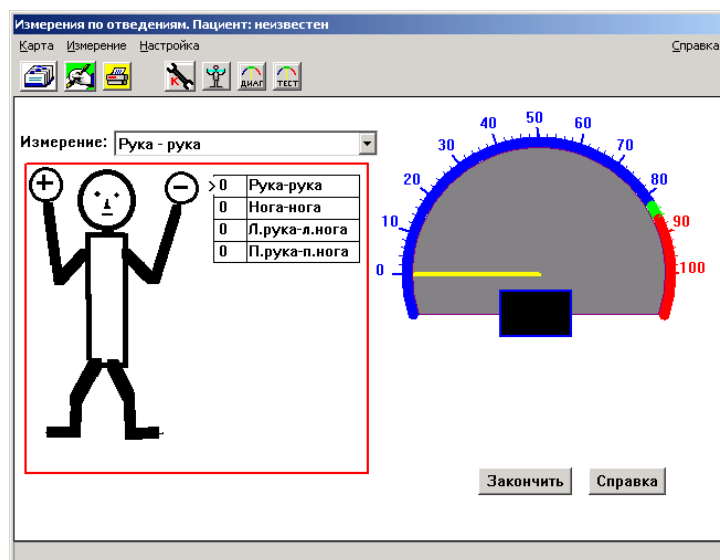 Измерения по отведениям. Пациент: неизвестен
Карта Измерение Настройка Справка
К ДИАГ ТЕСТ
Измерение: Рука - рука
0 Рука-рука
0 Нога-нога
0 Л.рука-л.нога
0 П.рука-п.нога
+ −
0 10 20 30 40 50 60 70 80 90 100
Закончить Справка